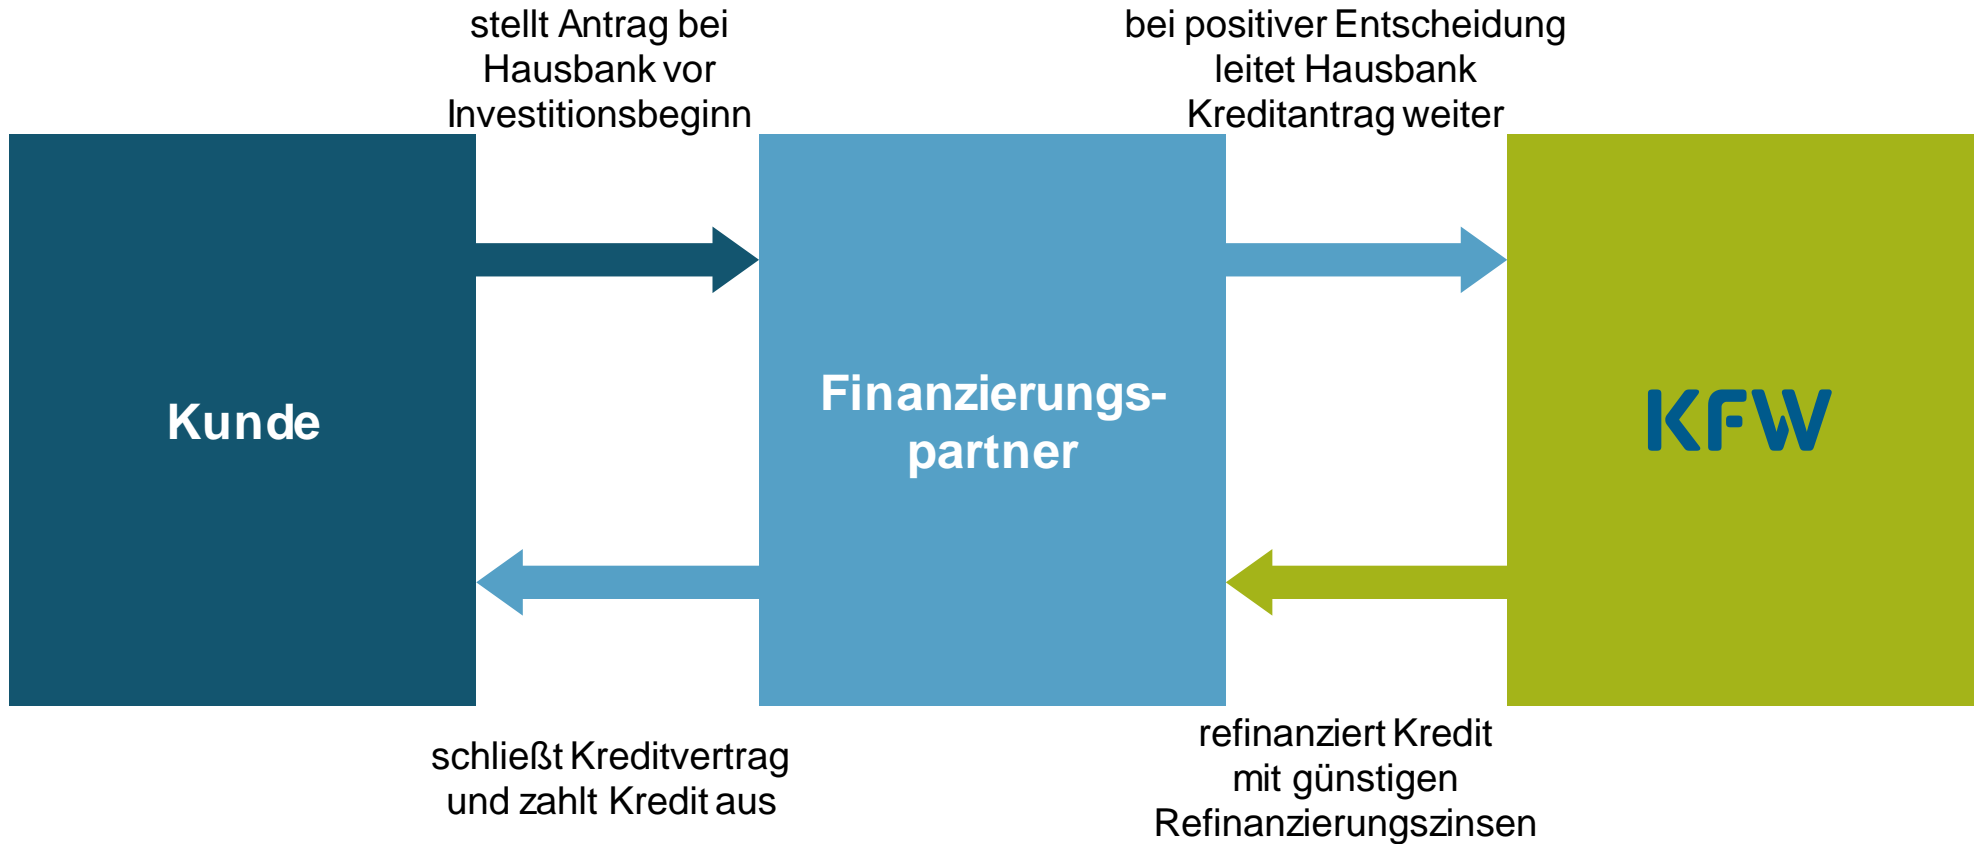 stellt Antrag bei
Hausbank vor
Investitionsbeginn
bei positiver Entscheidung
leitet Hausbank
Kreditantrag weiter
Kunde
Finanzierungs-
partner
KFW
schließt Kreditvertrag
und zahlt Kredit aus
refinanziert Kredit
mit günstigen
Refinanzierungszinsen